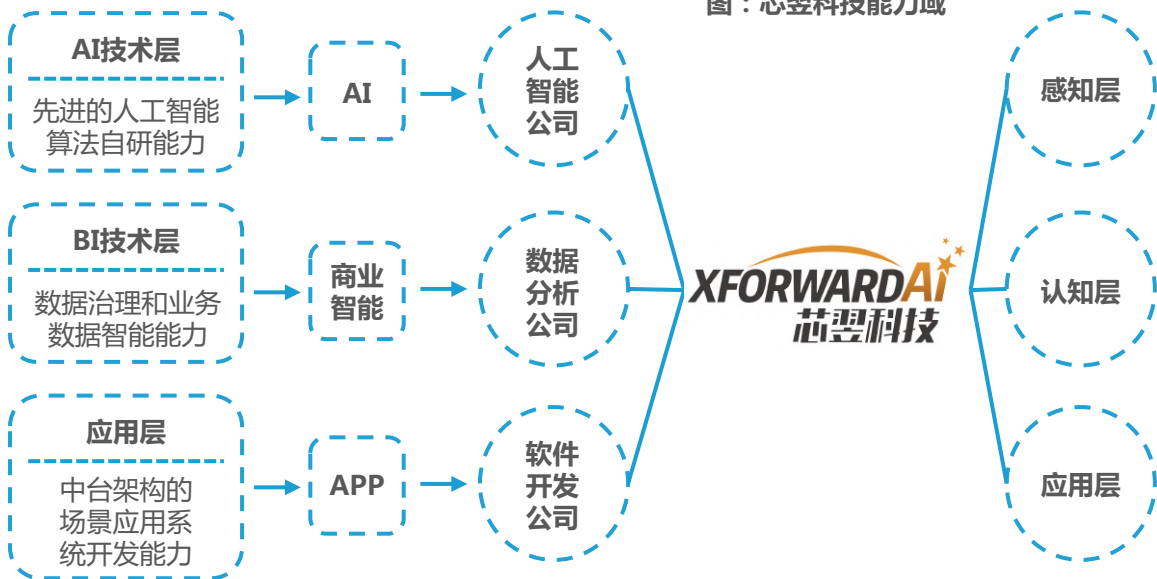 图：芯翌科技能力域
AI技术层
先进的人工智能
算法自研能力
AI
人工
智能
公司
感知层
BI技术层
数据治理和业务
数据智能能力
商业
智能
数据
分析
公司
XFORWARDAI
芯翌科技
认知层
应用层
中台架构的
场景应用系
统开发能力
APP
软件
开发
公司
应用层